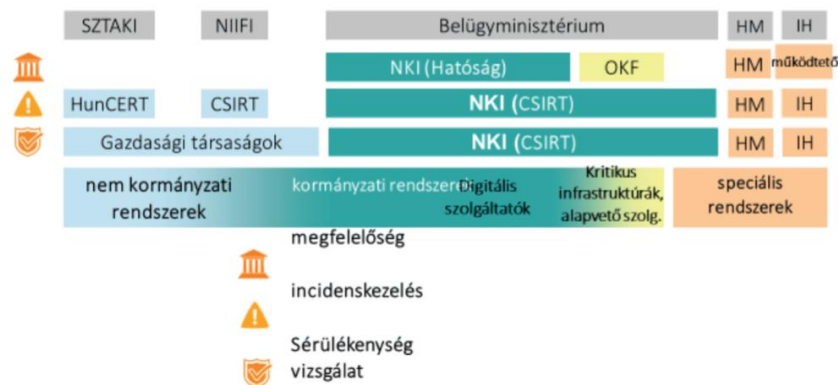 SZTAKI NIIFI Belügyminisztérium HM IH
NKI (Hatóság) OKF HM működtető
HunCERT CSIRT NKI (CSIRT) HM IH
Gazdasági társaságok NKI (CSIRT) HM IH
nem kormányzati
rendszerek
kormányzati rendszerek
Digitális
szolgáltatók
Kritikus
infrastruktúrák,
alapvető szolg.
speciális
rendszerek
megfelelőség
incidenskezelés
Sérülékenység
vizsgálat